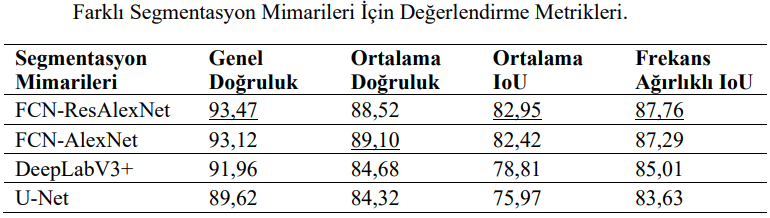 Farklı Segmentasyon Mimarileri İçin Değerlendirme Metrikleri.
Segmentasyon Mimarileri Genel Doğruluk Ortalama Doğruluk Ortalama IoU Frekans Ağırlıklı IoU
FCN-ResAlexNet 93,47 88,52 82,95 87,76
FCN-AlexNet 93,12 89,10 82,42 87,29
DeepLabV3+ 91,96 84,68 78,81 85,01
U-Net 89,62 84,32 75,97 83,63